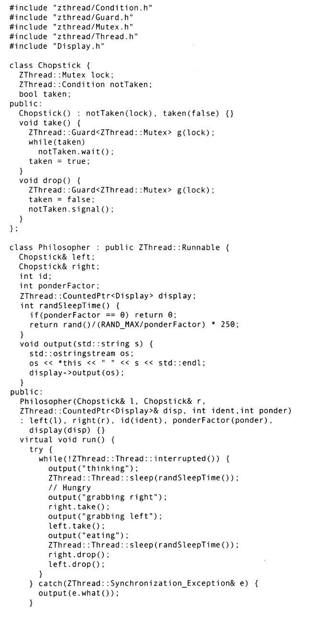 #include "zthread/Condition.h"
#include "zthread/Guard.h"
#include "zthread/Mutex.h"
#include "zthread/Thread.h"
#include "Display.h"

class Chopstick {
  ZThread::Mutex lock;
  ZThread::Condition notTaken;
  bool taken;
public:
  Chopstick() : notTaken(lock), taken(false) {}
  void take() {
    ZThread::Guard<ZThread::Mutex> g(lock);
    while(taken)
      notTaken.wait();
    taken = true;
  }
  void drop() {
    ZThread::Guard<ZThread::Mutex> g(lock);
    taken = false;
    notTaken.signal();
  }
};

class Philosopher : public ZThread::Runnable {
  Chopstick& left;
  Chopstick& right;
  int id;
  int ponderFactor;
  ZThread::CountedPtr<Display> display;
  int randSleepTime() {
    if(ponderFactor == 0) return 0;
    return rand()/(RAND_MAX/ponderFactor) * 250;
  }
  void output(std::string s) {
    std::ostringstream os;
    os << *this << " " << s << std::endl;
    display->output(os);
  }
public:
  Philosopher(Chopstick& l, Chopstick& r,
  ZThread::CountedPtr<Display>& disp, int ident,int ponder)
  : left(l), right(r), id(ident), ponderFactor(ponder),
    display(disp) {}
  virtual void run() {
    try {
      while(!ZThread::Thread::interrupted()) {
        output("thinking");
        ZThread::Thread::sleep(randSleepTime());
        // Hungry
        output("grabbing right");
        right.take();
        output("grabbing left");
        left.take();
        output("eating");
        ZThread::Thread::sleep(randSleepTime());
        right.drop();
        left.drop();
      }
    } catch(ZThread::Synchronization_Exception& e) {
      output(e.what());
    }